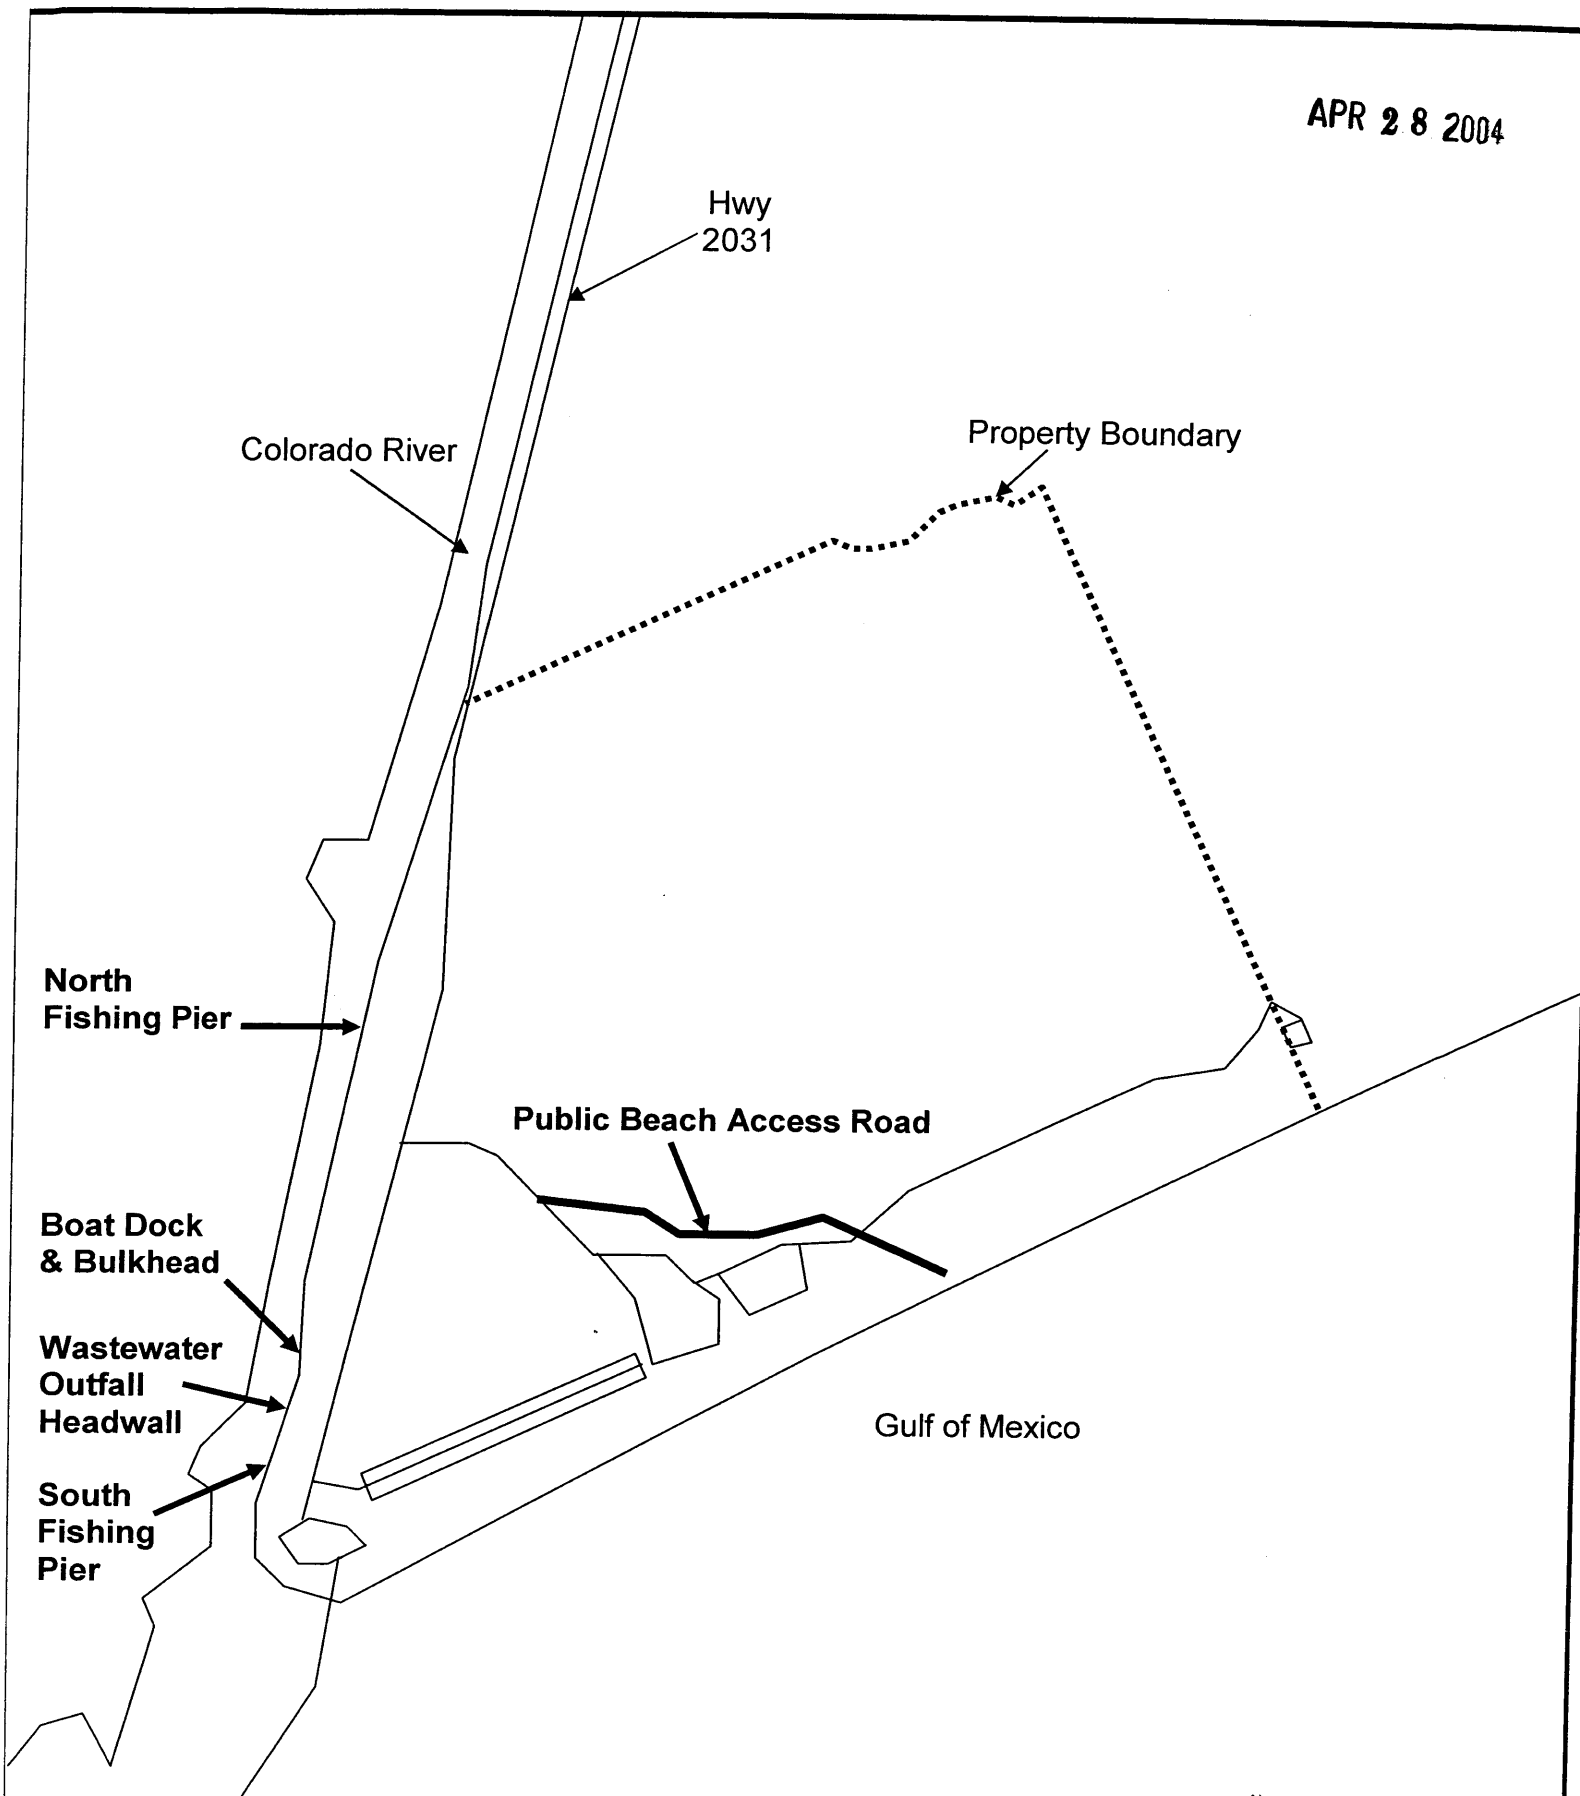 APR 28 2004
Hwy
2031
Property Boundary
Colorado River
North
Fishing Pier
Public Beach Access Road
Boat Dock
& Bulkhead
Wastewater
Outfall
Headwall
Gulf of Mexico
South
Fishing
Pier